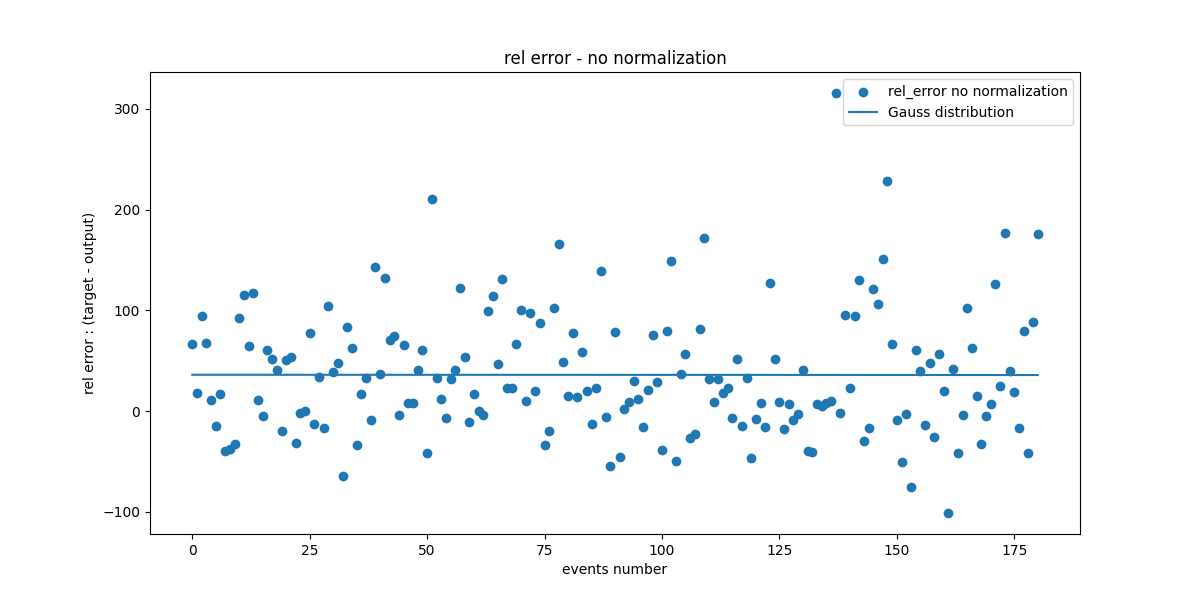 rel error - no normalization
rel_error no normalization
Gauss distribution
rel error : (target - output)
300
200
100
0
−100
0 25 50 75 100 125 150 175
events number